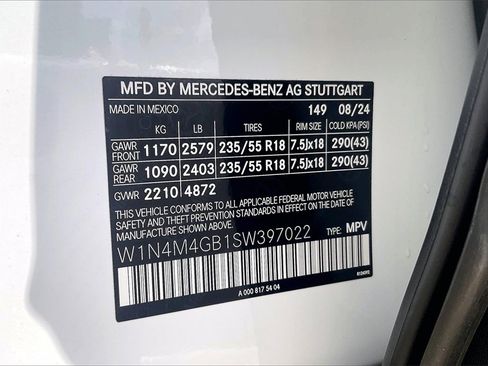 MFD BY MERCEDES-BENZ AG STUTTGART
MADE IN MEXICO 149 08/24
KG LB TIRES RIM SIZE COLD KPA(PSI)
GAWR FRONT 1170 2579 235/55 R18 7.5Jx18 290(43)
GAWR REAR 1090 2403 235/55 R18 7.5Jx18 290(43)
GVWR 2210 4872
THIS VEHICLE CONFORMS TO ALL APPLICABLE FEDERAL MOTOR VEHICLE
SAFETY, BUMPER, AND THEFT PREVENTION STANDARDS IN EFFECT ON THE
DATE OF MANUFACTURE SHOWN ABOVE.
W1N4M4GB1SW397022 TYPE: MPV
A 000 817 54 04